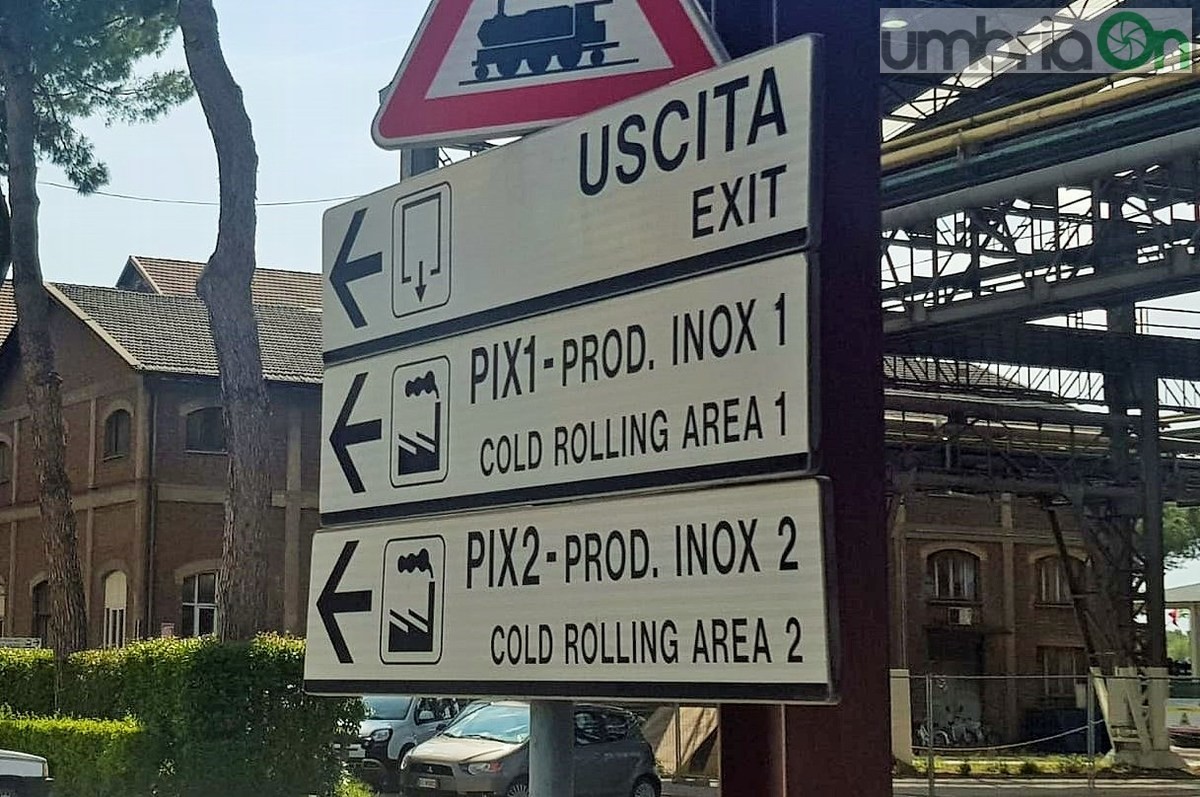 umbriaOn
USCITA
EXIT
PIX1-PROD. INOX 1
COLD ROLLING AREA 1
PIX2-PROD. INOX 2
COLD ROLLING AREA 2